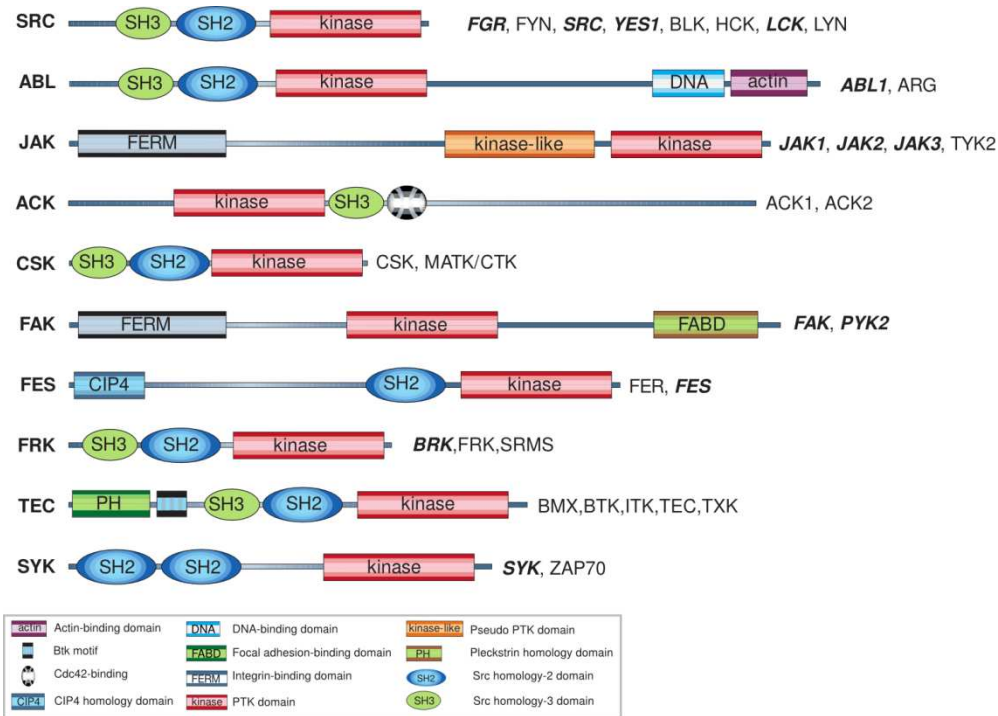 SRC SH3 SH2 kinase FGR, FYN, SRC, YES1, BLK, HCK, LCK, LYN
ABL SH3 SH2 kinase DNA actin ABL1, ARG
JAK FERM kinase-like kinase JAK1, JAK2, JAK3, TYK2
ACK kinase SH3 ACK1, ACK2
CSK SH3 SH2 kinase CSK, MATK/CTK
FAK FERM kinase FABD FAK, PYK2
FES CIP4 SH2 kinase FER, FES
FRK SH3 SH2 kinase BRK,FRK,SRMS
TEC PH SH3 SH2 kinase BMX,BTK,ITK,TEC,TXK
SYK SH2 SH2 kinase SYK, ZAP70
actin Actin-binding domain DNA DNA-binding domain kinase-like Pseudo PTK domain
Btk motif FABD Focal adhesion-binding domain PH Pleckstrin homology domain
Cdc42-binding FERM Integrin-binding domain SH2 Src homology-2 domain
CIP4 CIP4 homology domain kinase PTK domain SH3 Src homology-3 domain